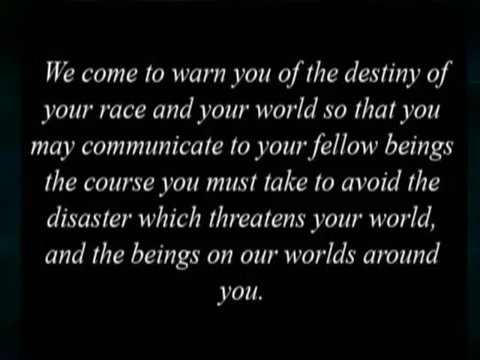 We come to warn you of the destiny of
your race and your world so that you
may communicate to your fellow beings
the course you must take to avoid the
disaster which threatens your world,
and the beings on our worlds around
you.